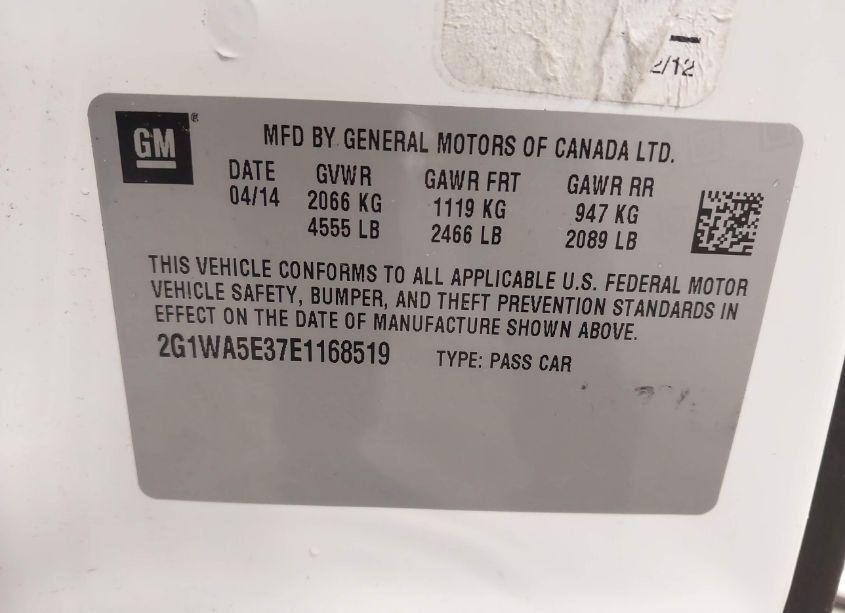 2/12
GM®
MFD BY GENERAL MOTORS OF CANADA LTD.
DATE GVWR GAWR FRT GAWR RR
04/14 2066 KG 1119 KG 947 KG
4555 LB 2466 LB 2089 LB
THIS VEHICLE CONFORMS TO ALL APPLICABLE U.S. FEDERAL MOTOR
VEHICLE SAFETY, BUMPER, AND THEFT PREVENTION STANDARDS IN
EFFECT ON THE DATE OF MANUFACTURE SHOWN ABOVE.
2G1WA5E37E1168519 TYPE: PASS CAR